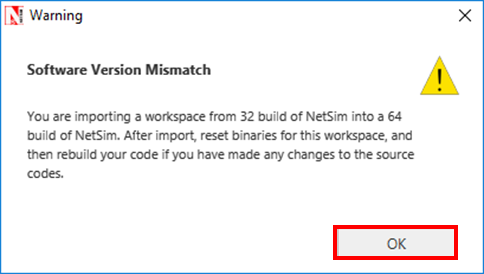 Warning
Software Version Mismatch
You are importing a workspace from 32 build of NetSim into a 64
build of NetSim. After import, reset binaries for this workspace, and
then rebuild your code if you have made any changes to the source
codes.
OK